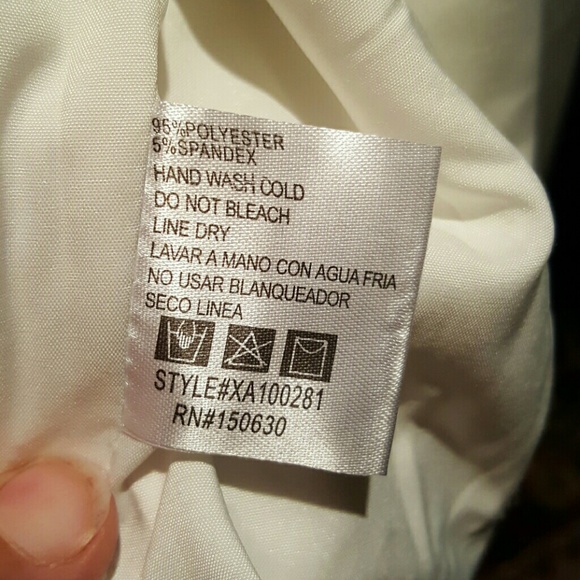 95%POLYESTER
5%SPANDEX
HAND WASH COLD
DO NOT BLEACH
LINE DRY
LAVAR A MANO CON AGUA FRIA
NO USAR BLANQUEADOR
SECO LINEA
STYLE#XA100281
RN#150630